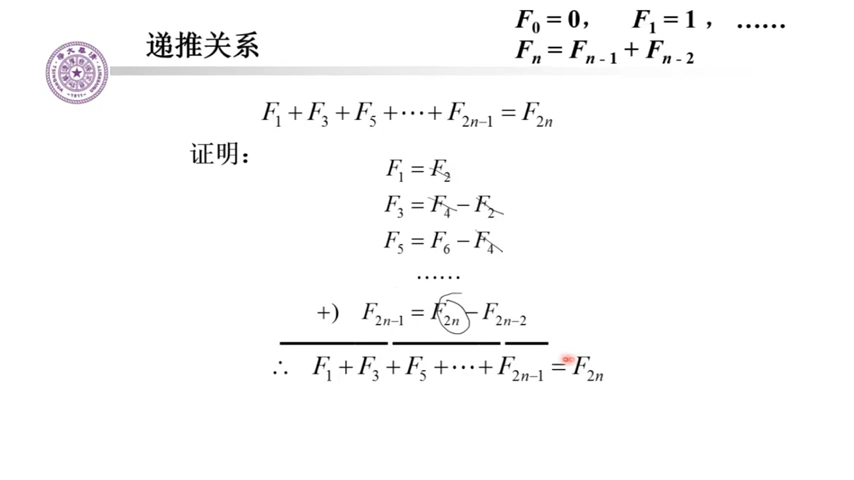 F₀ = 0， F₁ = 1 ， ……
递推关系
Fₙ = Fₙ₋₁ + Fₙ₋₂
F₁ + F₃ + F₅ + ⋯ + F₂ₙ₋₁ = F₂ₙ
证明：
F₁ = F₂
F₃ = F₄ − F₂
F₅ = F₆ − F₄
……
+) F₂ₙ₋₁ = F₂ₙ − F₂ₙ₋₂
∴ F₁ + F₃ + F₅ + ⋯ + F₂ₙ₋₁ = F₂ₙ